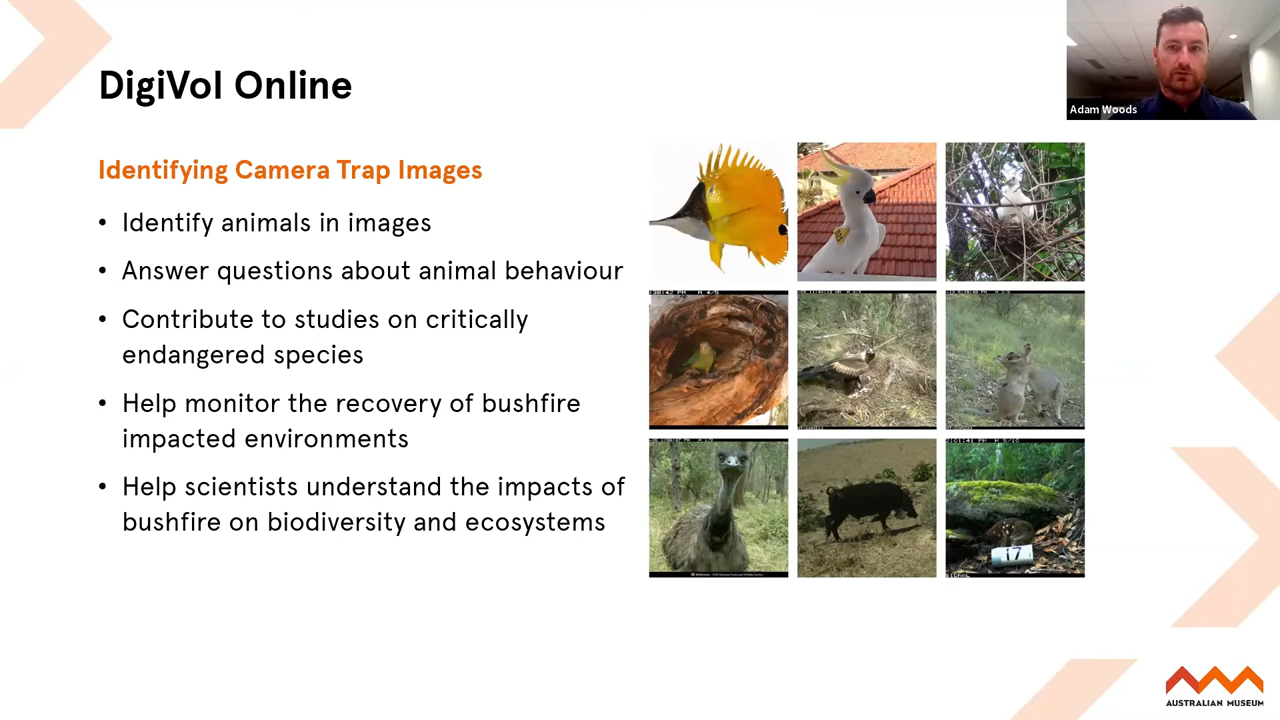 DigiVol Online
Adam Woods
Identifying Camera Trap Images
• Identify animals in images
• Answer questions about animal behaviour
• Contribute to studies on critically
endangered species
• Help monitor the recovery of bushfire
impacted environments
• Help scientists understand the impacts of
bushfire on biodiversity and ecosystems
17
AUSTRALIAN MUSEUM